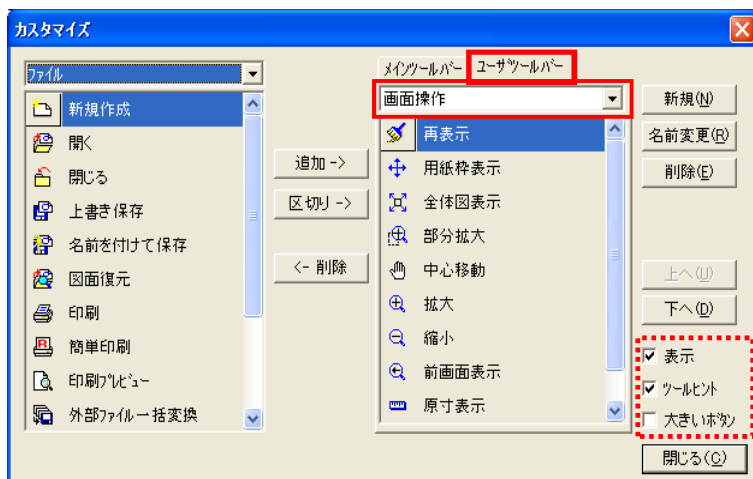 カスタマイズ
ファイル
新規作成
開く
閉じる
上書き保存
名前を付けて保存
図面復元
印刷
簡単印刷
印刷プレビュー
外部ファイル一括変換
追加 ->
区切り ->
<- 削除
メインツールバー ユーザツールバー
画面操作
再表示
用紙枠表示
全体図表示
部分拡大
中心移動
拡大
縮小
前画面表示
原寸表示
新規(N)
名前変更(R)
削除(E)
上へ(U)
下へ(D)
表示
ツールヒント
大きいボタン
閉じる(C)